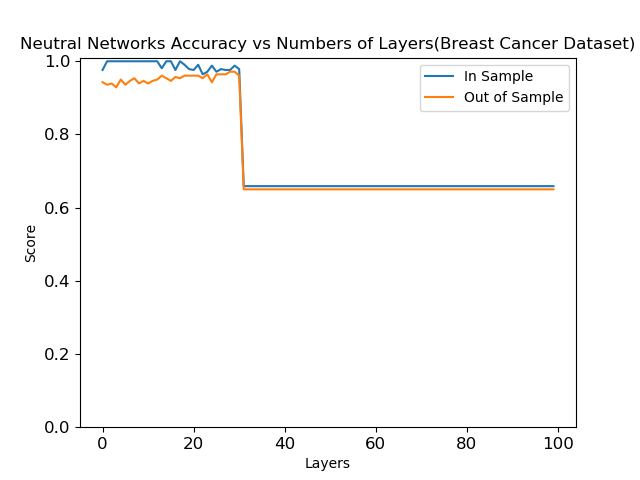 Neutral Networks Accuracy vs Numbers of Layers(Breast Cancer Dataset)
1.0
In Sample
Out of Sample
0.8
0.6
Score
0.4
0.2
0.0
0 20 40 60 80 100
Layers